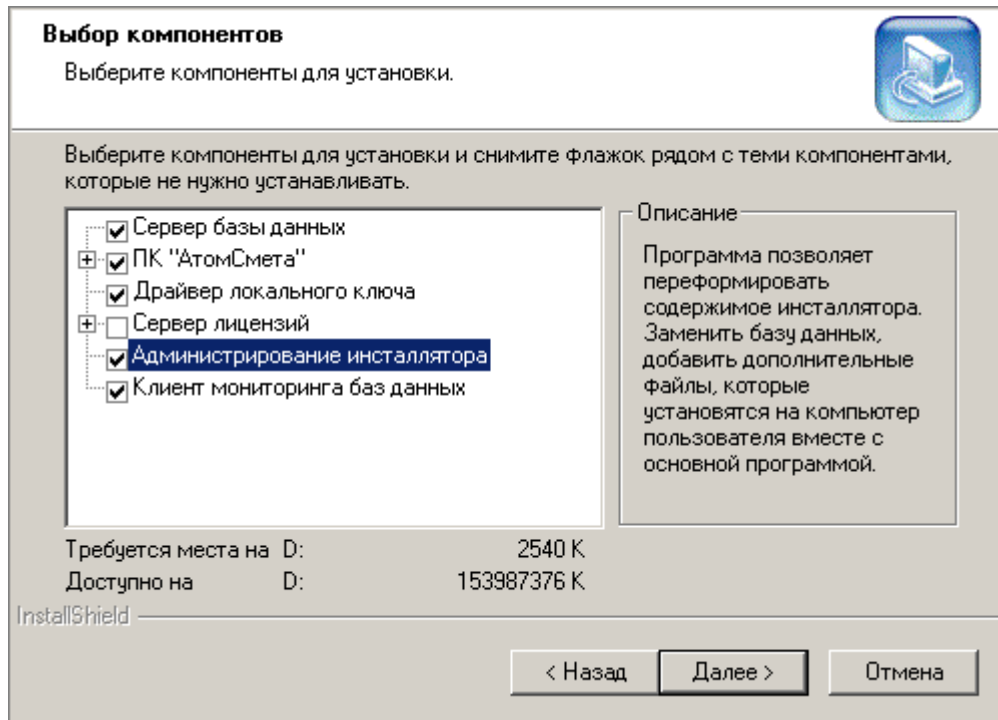 Выбор компонентов
Выберите компоненты для установки.
Выберите компоненты для установки и снимите флажок рядом с теми компонентами,
которые не нужно устанавливать.
Сервер базы данных
ПК "АтомСмета"
Драйвер локального ключа
Сервер лицензий
Администрирование инсталлятора
Клиент мониторинга баз данных
Описание
Программа позволяет
переформировать
содержимое инсталлятора.
Заменить базу данных,
добавить дополнительные
файлы, которые
установятся на компьютер
пользователя вместе с
основной программой.
Требуется места на D: 2540 K
Доступно на D: 153987376 K
InstallShield
< Назад Далее > Отмена